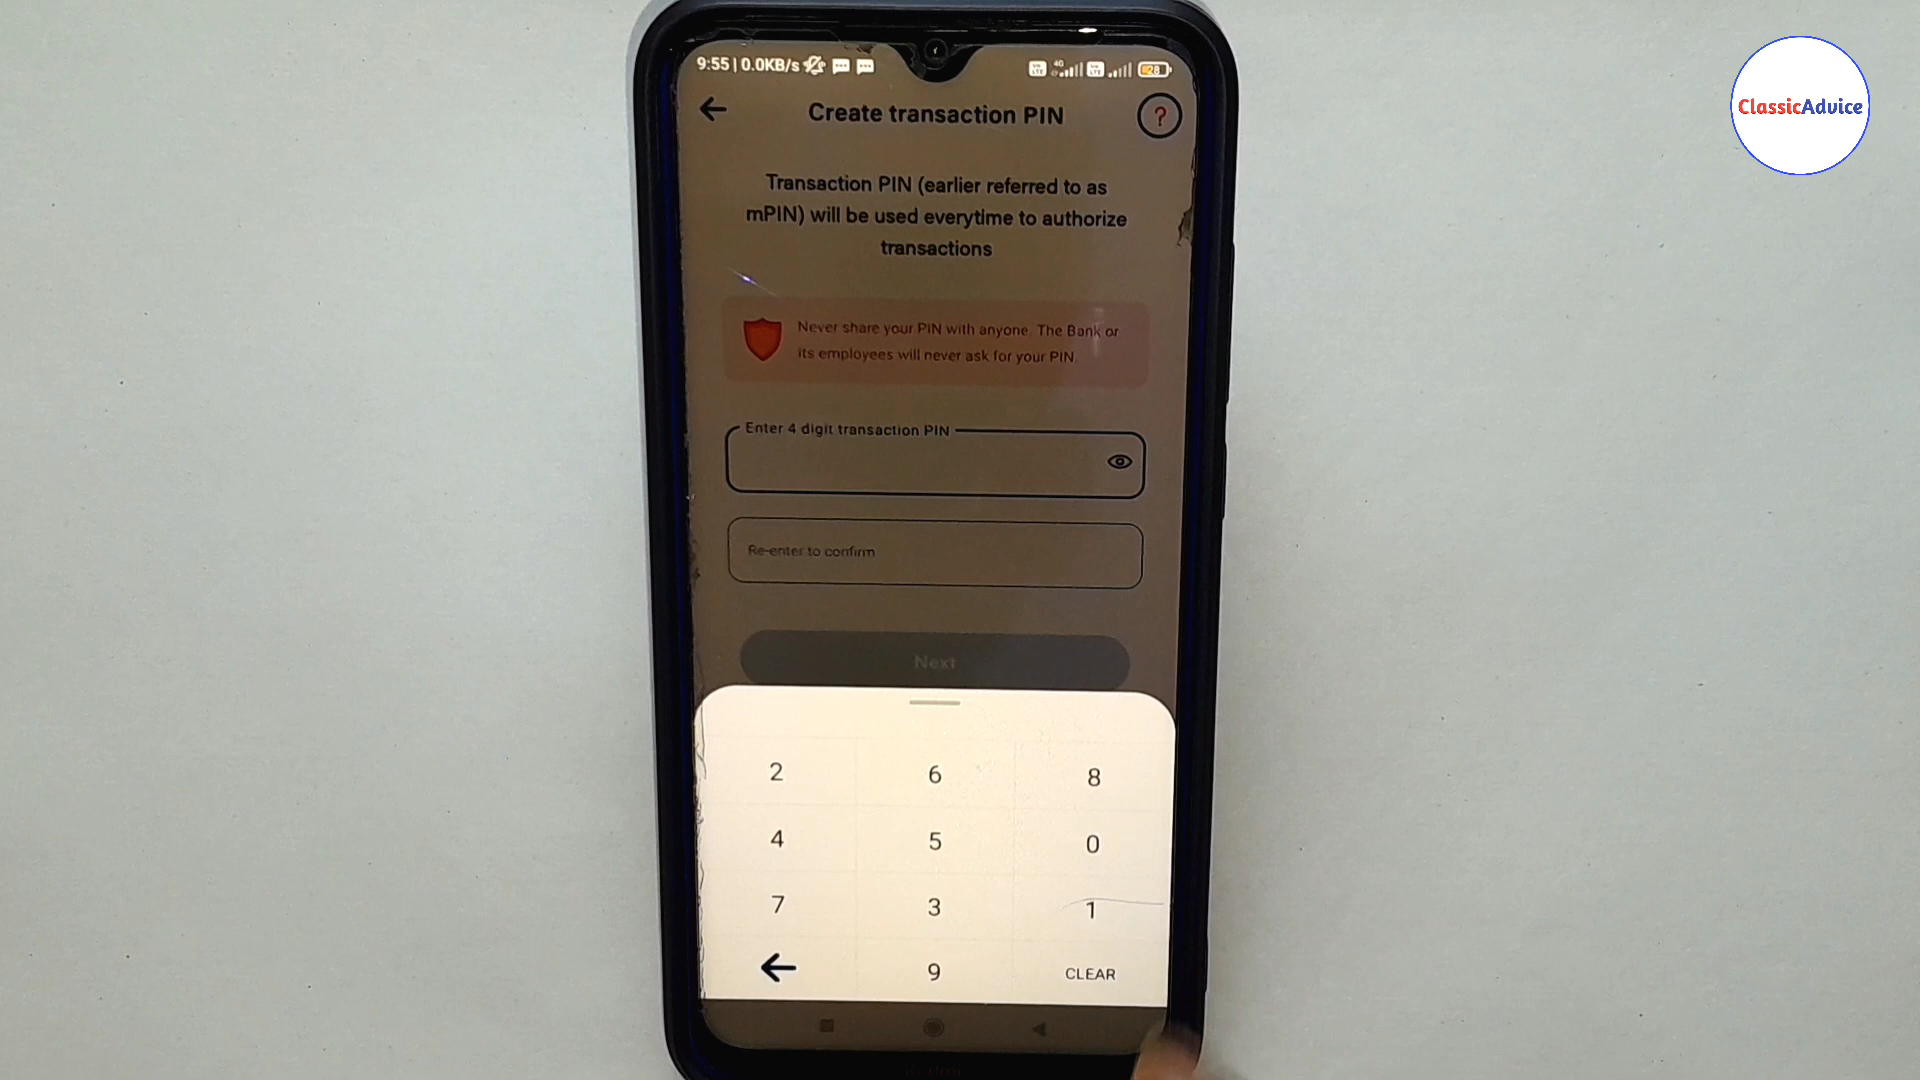 ClassicAdvice
9:55 | 0.0KB/s
4G
28
Create transaction PIN
?
Transaction PIN (earlier referred to as
mPIN) will be used everytime to authorize
transactions
Never share your PIN with anyone. The Bank or
its employees will never ask for your PIN.
Enter 4 digit transaction PIN
Re-enter to confirm
Next
2 6 8
4 5 0
7 3 1
9 CLEAR